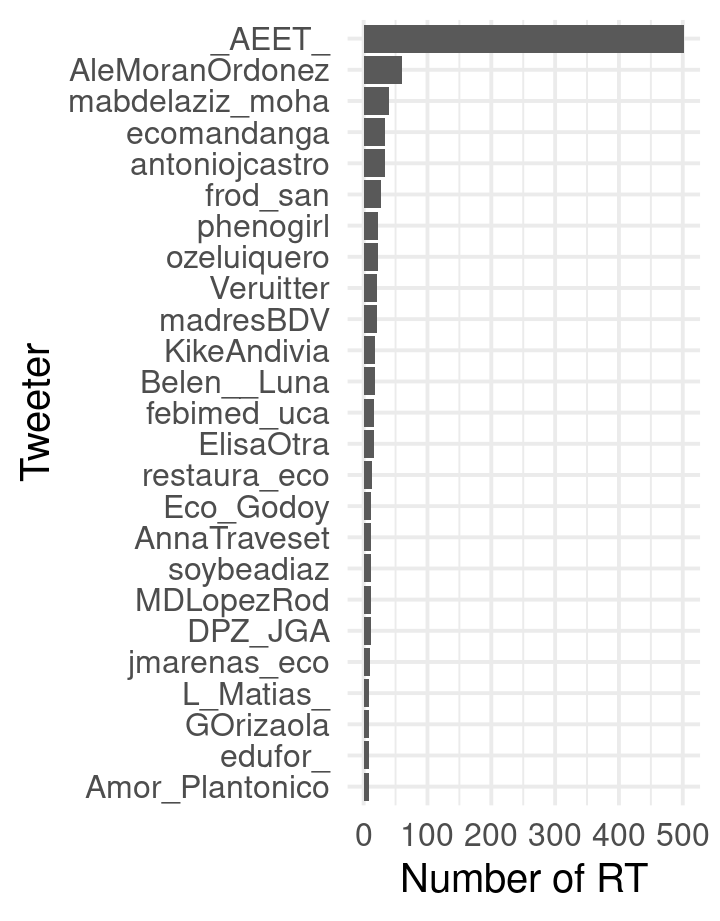 _AEET_
AleMoranOrdonez
mabdelaziz_moha
ecomandanga
antoniojcastro
frod_san
phenogirl
ozeluiquero
Veruitter
madresBDV
KikeAndivia
Belen__Luna
febimed_uca
ElisaOtra
restaura_eco
Eco_Godoy
AnnaTraveset
soybeadiaz
MDLopezRod
DPZ_JGA
jmarenas_eco
L_Matias_
GOrizaola
edufor_
Amor_Plantonico
Tweeter
0 100 200 300 400 500
Number of RT